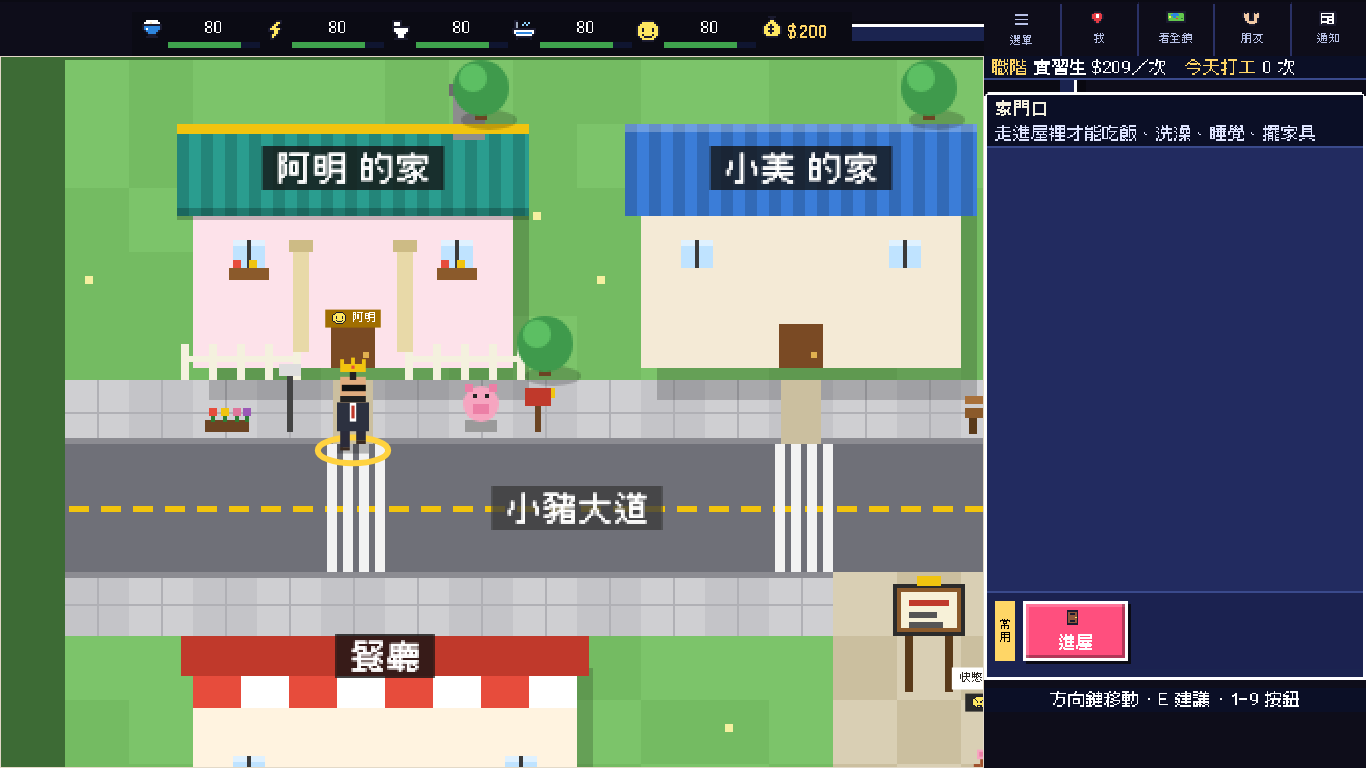 80 80 80 80 80 $200
選單 我 看全鎮 朋友 通知
職階 實習生 $209／次 今天打工 0 次
家門口
走進屋裡才能吃飯、洗澡、睡覺、擺家具
阿明 的家
小美 的家
阿明
小豬大道
餐廳
常用
進屋
方向鍵移動・E 建議・1-9 按鈕